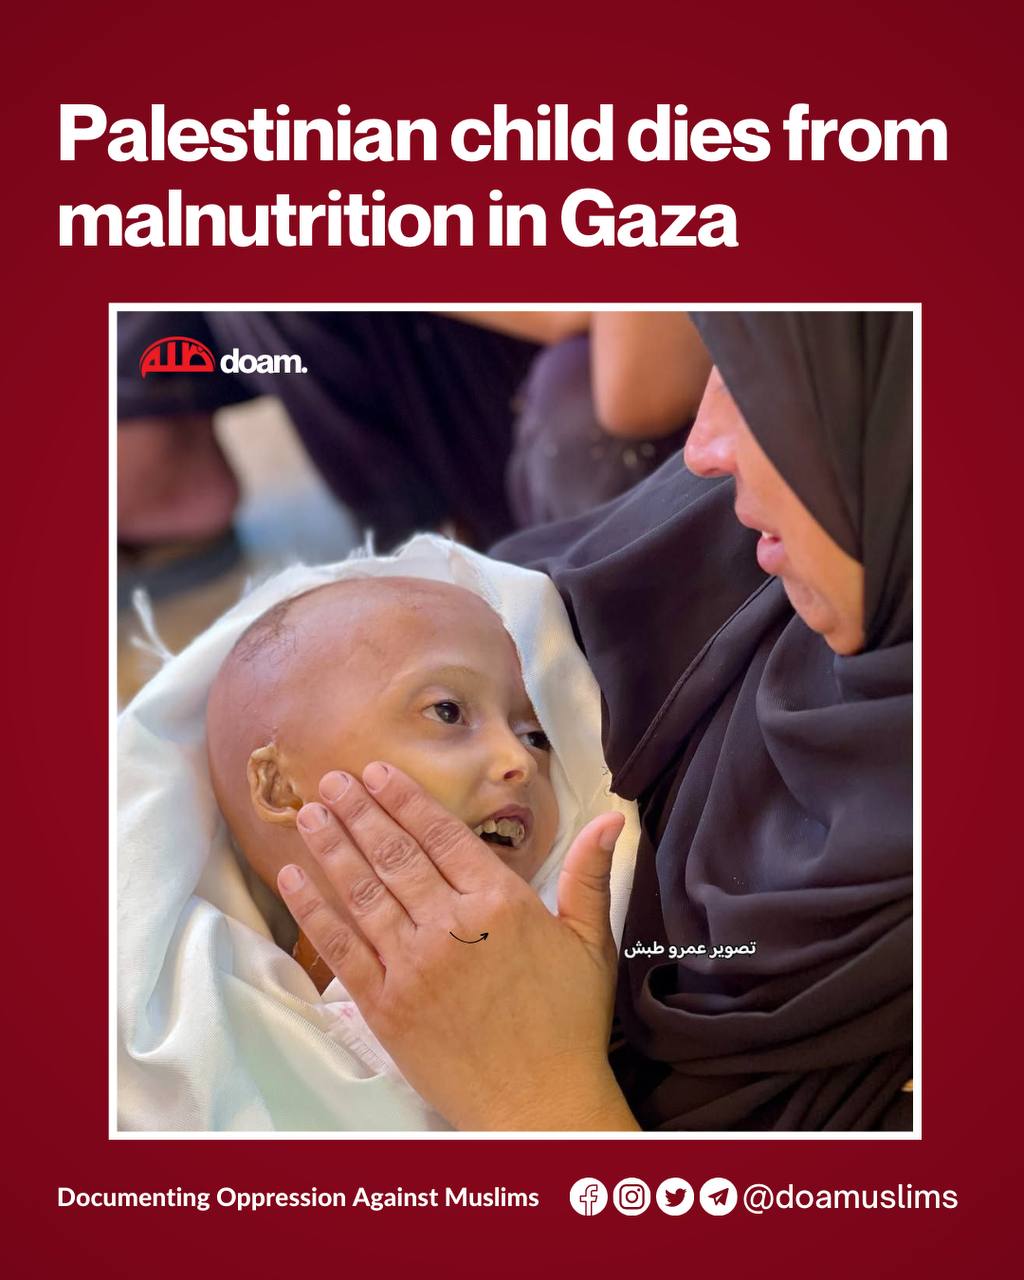 Palestinian child dies from
malnutrition in Gaza
doam.
تصوير عمرو طبش
Documenting Oppression Against Muslims
@doamuslims